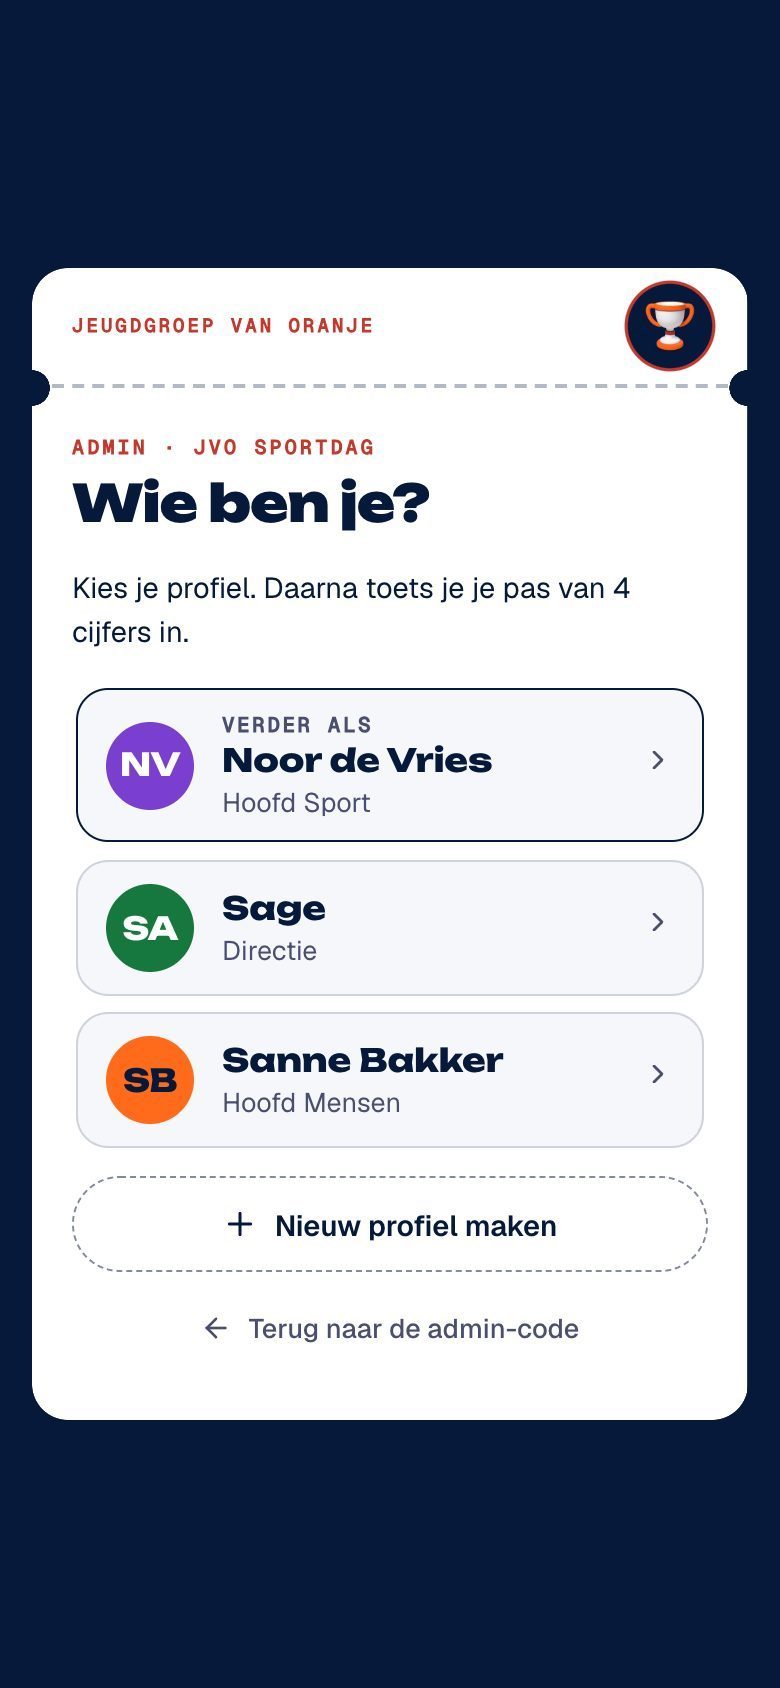 JEUGDGROEP VAN ORANJE
ADMIN · JVO SPORTDAG
Wie ben je?
Kies je profiel. Daarna toets je je pas van 4
cijfers in.
VERDER ALS
NV
Noor de Vries
Hoofd Sport
SA
Sage
Directie
SB
Sanne Bakker
Hoofd Mensen
Nieuw profiel maken
Terug naar de admin-code